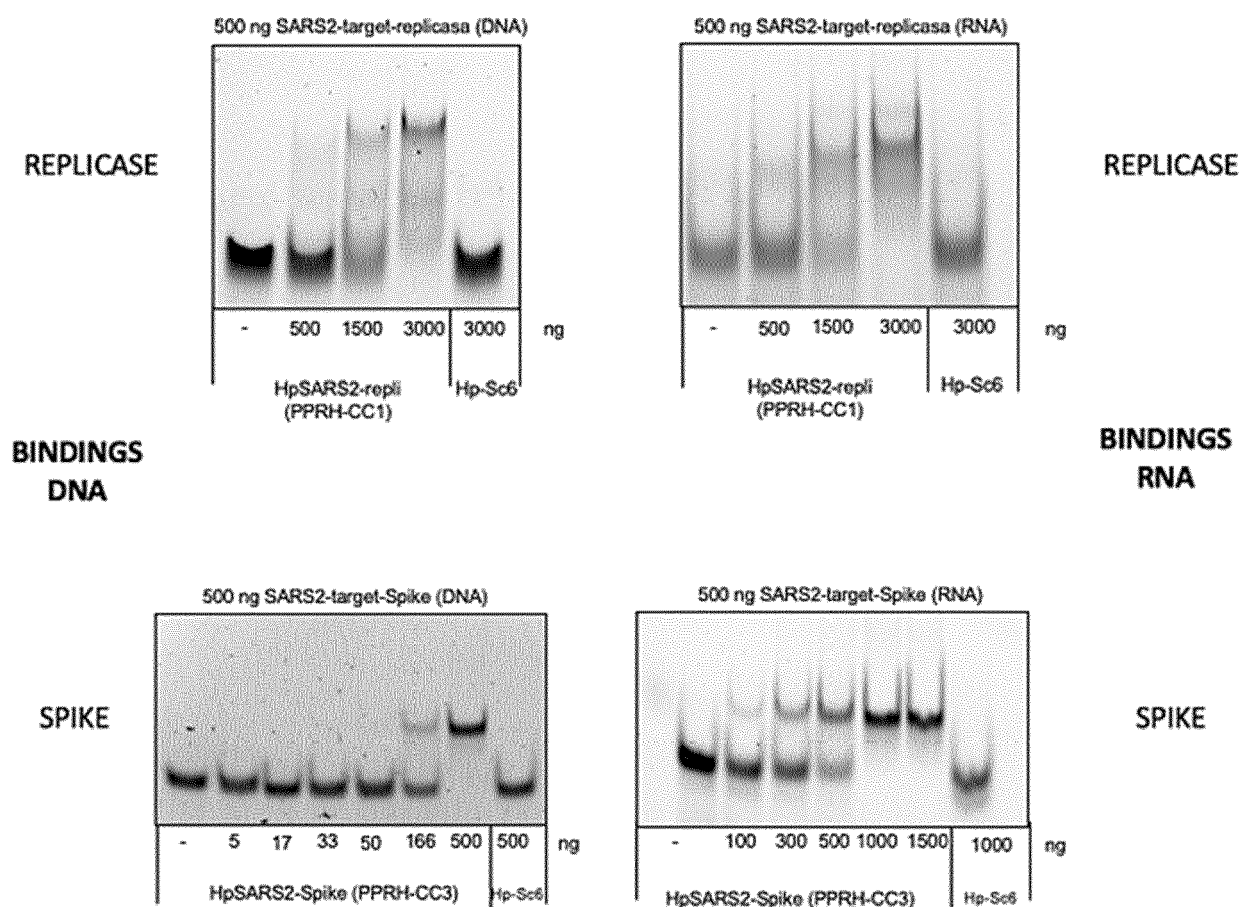 500 ng SARS2-target-replicasa (DNA)
REPLICASE
- 500 1500 3000 3000 ng
HpSARS2-repli
(PPRH-CC1)
Hp-Sc6
500 ng SARS2-target-replicasa (RNA)
REPLICASE
- 500 1500 3000 3000 ng
HpSARS2-repli
(PPRH-CC1)
Hp-Sc6
BINDINGS
DNA
BINDINGS
RNA
500 ng SARS2-target-Spike (DNA)
SPIKE
- 5 17 33 50 166 500 500 ng
HpSARS2-Spike (PPRH-CC3) Hp-Sc6
500 ng SARS2-target-Spike (RNA)
SPIKE
- 100 300 500 1000 1500 1000 ng
HpSARS2-Spike (PPRH-CC3) Hp-Sc6